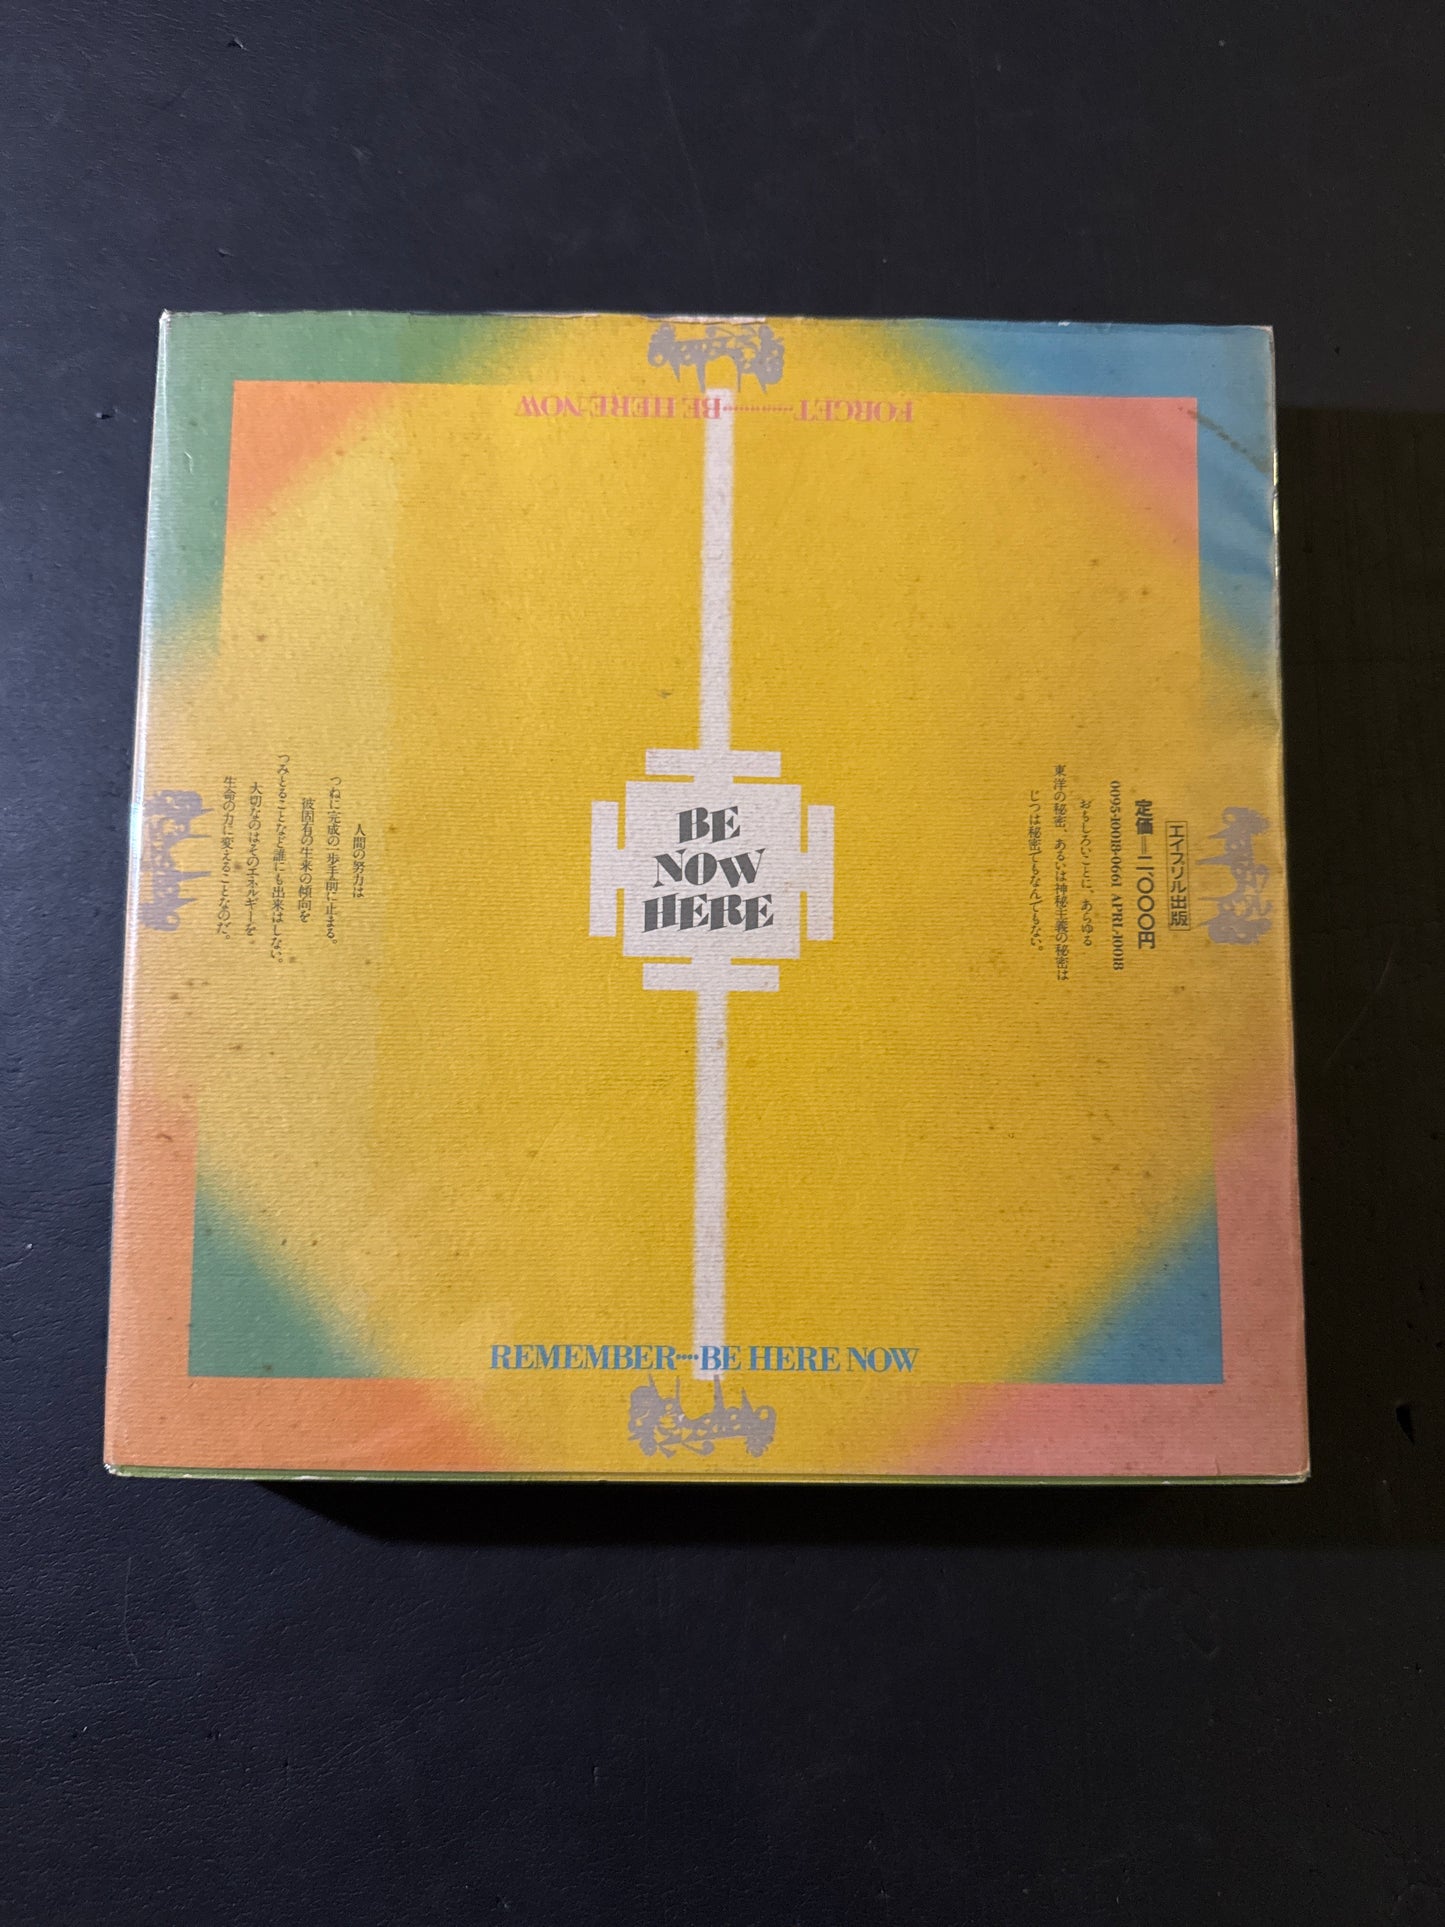 FORGET············BE HERE NOW
エイプリル出版
定価=二、〇〇〇円
0095-1001B-0661 APRL-1001B
おもしろいことに、あらゆる
東洋の秘密、あるいは神秘主義の秘密は
じつは秘密でもなんでもない。
BE
NOW
HERE
人間の努力は
つねに完成の一歩手前に止まる。
彼固有の生来の傾向を
つみとることなど誰にも出来はしない。
大切なのはそのエネルギーを
生命の力に変えることなのだ。
REMEMBER····BE HERE NOW